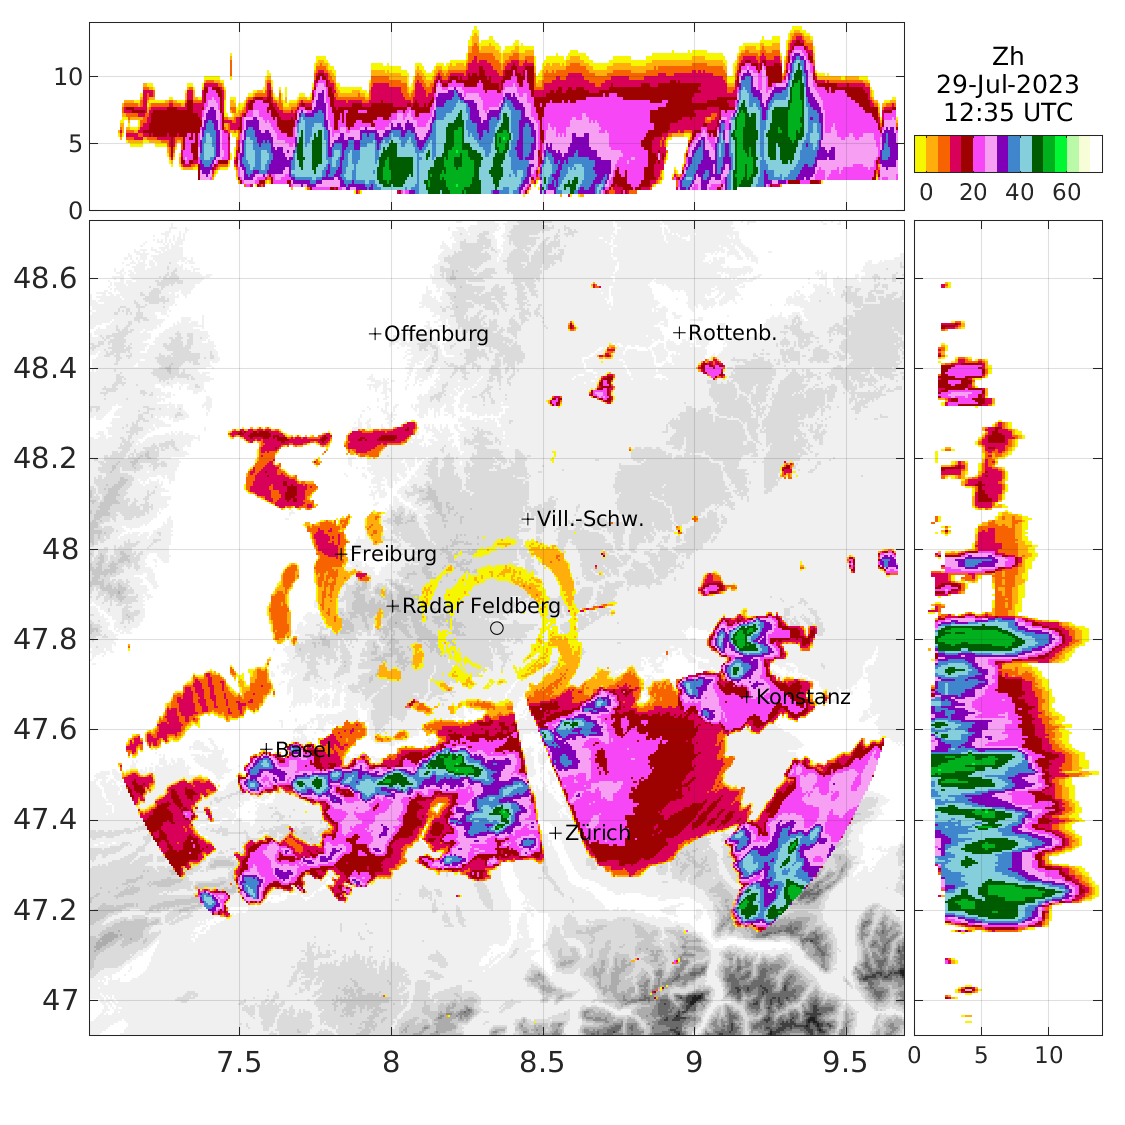 Zh
29-Jul-2023
12:35 UTC
0 20 40 60
10
5
0
48.6
48.4
48.2
48
47.8
47.6
47.4
47.2
47
Offenburg
Rottenb.
Vill.-Schw.
Freiburg
Radar Feldberg
Konstanz
Basel
Zürich
7.5 8 8.5 9 9.5
0 5 10